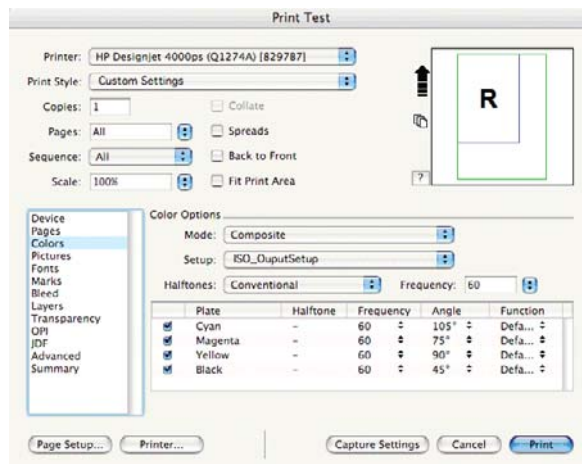 Print Test
Printer: HP Designjet 4000ps (Q1274A) [829787]
Print Style: Custom Settings
Copies: 1 Collate
Pages: All Spreads
Sequence: All Back to Front
Scale: 100% Fit Print Area
R
?
Device
Pages
Colors
Pictures
Fonts
Marks
Bleed
Layers
Transparency
OPI
JDF
Advanced
Summary
Color Options
Mode: Composite
Setup: ISO_OuputSetup
Halftones: Conventional Frequency: 60
Plate Halftone Frequency Angle Function
Cyan – 60 105° Defa...
Magenta – 60 75° Defa...
Yellow – 60 90° Defa...
Black – 60 45° Defa...
Page Setup... Printer... Capture Settings Cancel Print